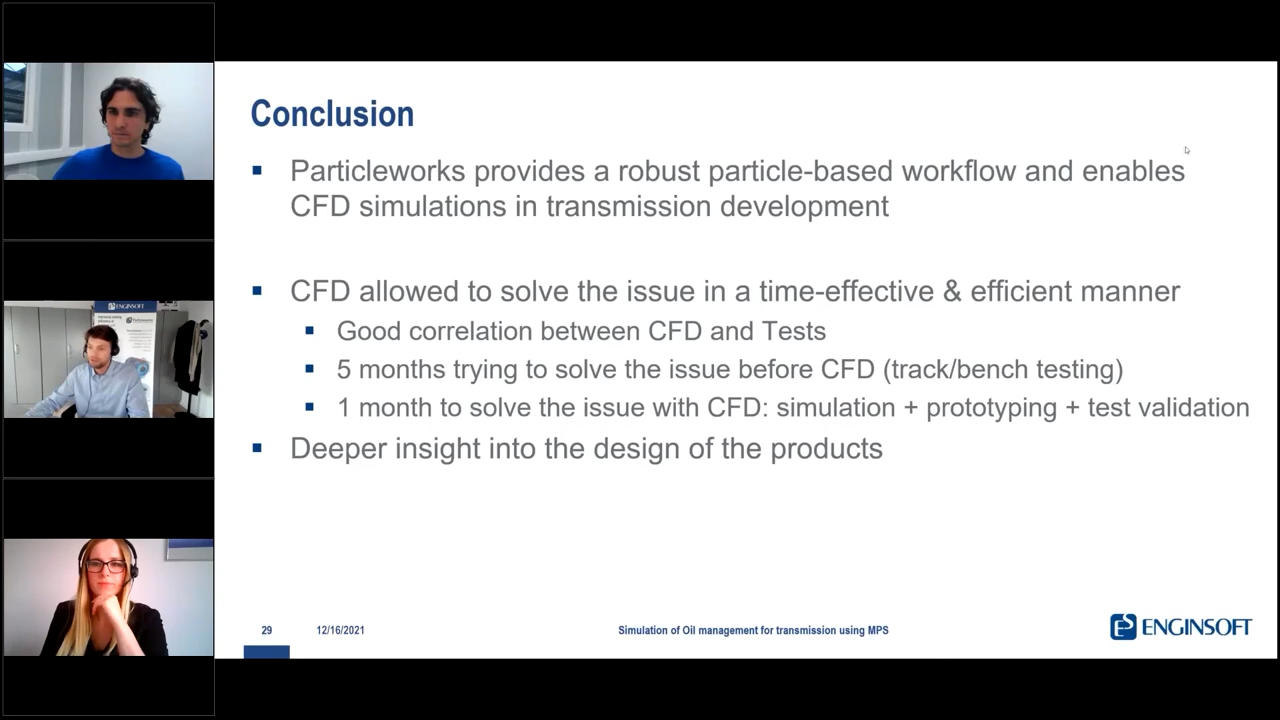 Conclusion
▪ Particleworks provides a robust particle-based workflow and enables
CFD simulations in transmission development
▪ CFD allowed to solve the issue in a time-effective & efficient manner
▪ Good correlation between CFD and Tests
▪ 5 months trying to solve the issue before CFD (track/bench testing)
▪ 1 month to solve the issue with CFD: simulation + prototyping + test validation
▪ Deeper insight into the design of the products
29
12/16/2021
Simulation of Oil management for transmission using MPS
ENGINSOFT
ENGINSOFT
Particleworks